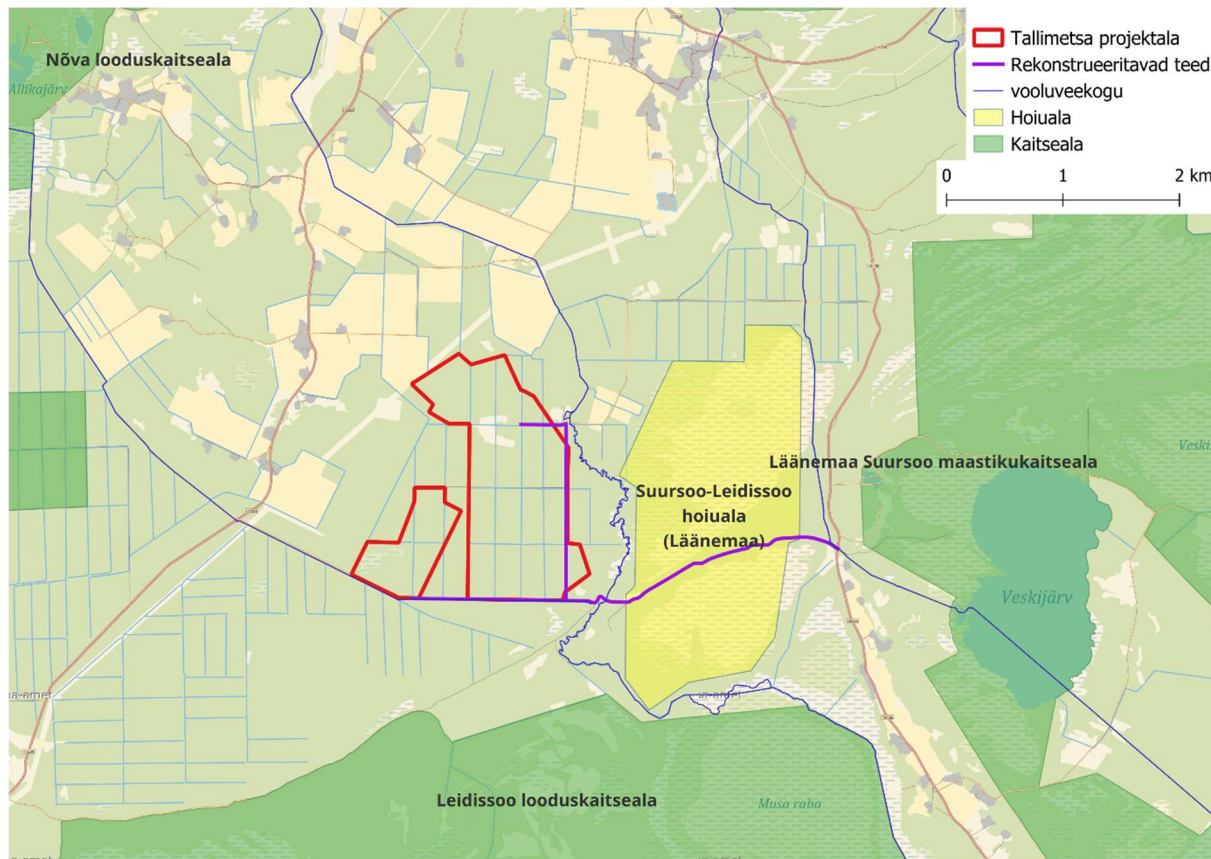 Nõva looduskaitseala
Allikajärv
Tallimetsa projektala
Rekonstrueeritavad teed
vooluveekogu
Hoiuala
Kaitseala
0 1 2 km
Läänemaa Suursoo maastikukaitseala
Suursoo-Leidissoo
hoiuala
(Läänemaa)
Veskijärv
Leidissoo looduskaitseala
Musa raba